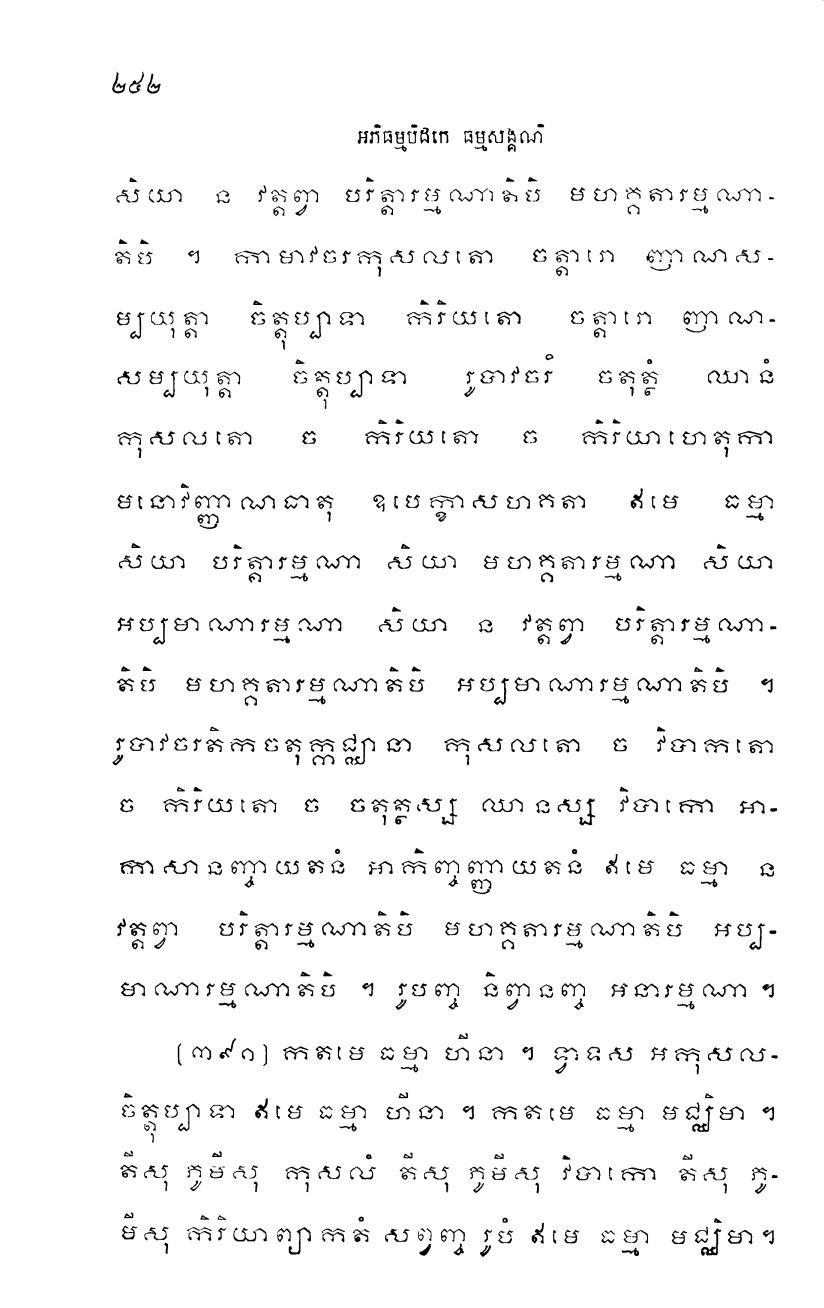 ២៥២
អភិធម្មបិដកេ ធម្មសង្គណិ
សិយា ន វត្តព្វា បរិត្តារម្មណាតិបិ មហគ្គតារម្មណា-
តិបិ ។ កាមាវចរកុសលតោ ចត្តារោ ញាណស-
ម្បយុត្តា ចិត្តុប្បាទា កិរិយតោ ចត្តារោ ញាណ-
សម្បយុត្តា ចិត្តុប្បាទា រូបាវចរំ ចតុត្ថំ ឈានំ
កុសលតោ ច កិរិយតោ ច កិរិយាហេតុកា
មនោវិញ្ញាណធាតុ ឧបេក្ខាសហគតា ឥមេ ធម្មា
សិយា បរិត្តារម្មណា សិយា មហគ្គតារម្មណា សិយា
អប្បមាណារម្មណា សិយា ន វត្តព្វា បរិត្តារម្មណា-
តិបិ មហគ្គតារម្មណាតិបិ អប្បមាណារម្មណាតិបិ ។
រូបាវចរតិកចតុក្កជ្ឈានា កុសលតោ ច វិបាកតោ
ច កិរិយតោ ច ចតុត្ថស្ស ឈានស្ស វិបាកោ អា-
កាសានញ្ចាយតនំ អាកិញ្ចញ្ញាយតនំ ឥមេ ធម្មា ន
វត្តព្វា បរិត្តារម្មណាតិបិ មហគ្គតារម្មណាតិបិ អប្ប-
មាណារម្មណាតិបិ ។ រូបញ្ច និព្វានញ្ច អនារម្មណា ។
(៣៩១) កតមេ ធម្មា ហីនា ។ ទ្វាទស អកុសល-
ចិត្តុប្បាទា ឥមេ ធម្មា ហីនា ។ កតមេ ធម្មា មជ្ឈិមា ។
តីសុ ភូមីសុ កុសលំ តីសុ ភូមីសុ វិបាកោ តីសុ ភូ-
មីសុ កិរិយាព្យាកតំ សព្វញ្ច រូបំ ឥមេ ធម្មា មជ្ឈិមា ។